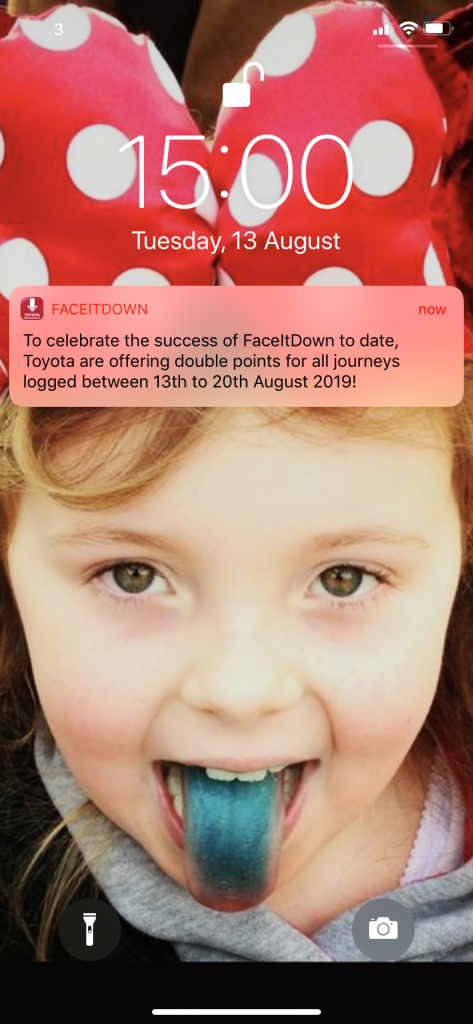 3
15:00
Tuesday, 13 August
FACEITDOWN
now
To celebrate the success of FaceItDown to date,
Toyota are offering double points for all journeys
logged between 13th to 20th August 2019!
TOYOTA